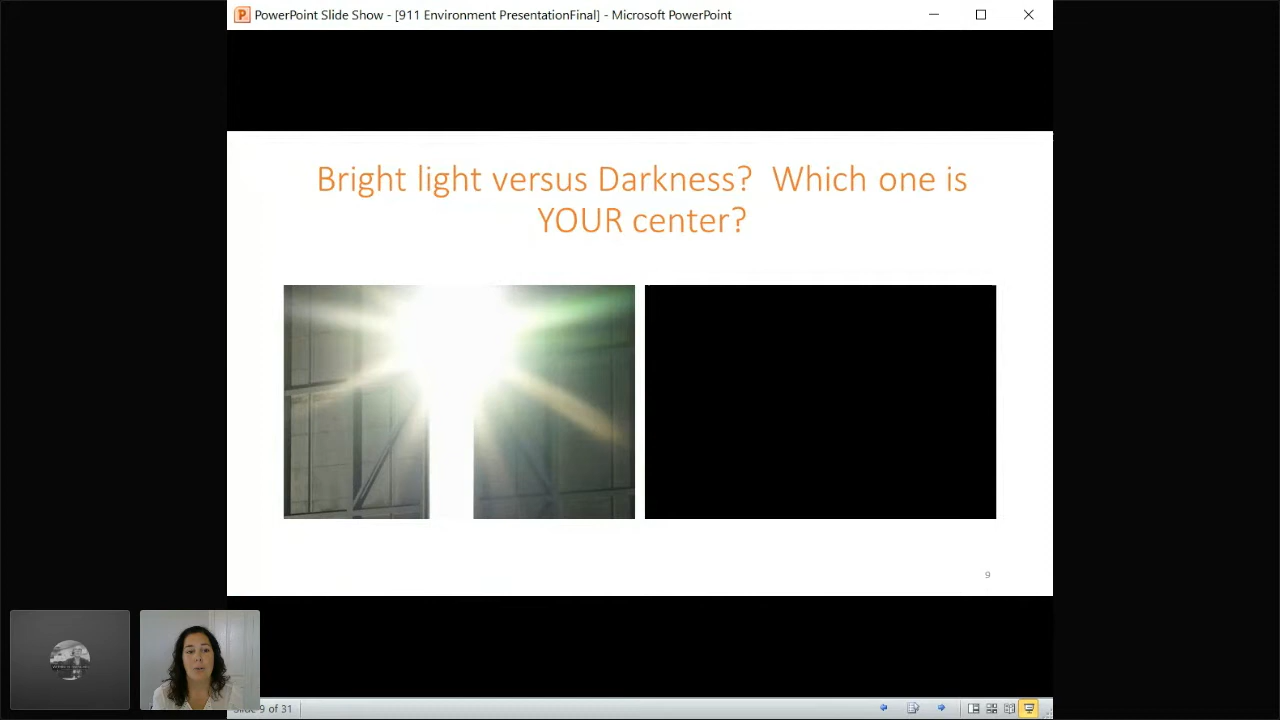 PowerPoint Slide Show - [911 Environment PresentationFinal] - Microsoft PowerPoint
Bright light versus Darkness? Which one is
YOUR center?
9
Slide 9 of 31